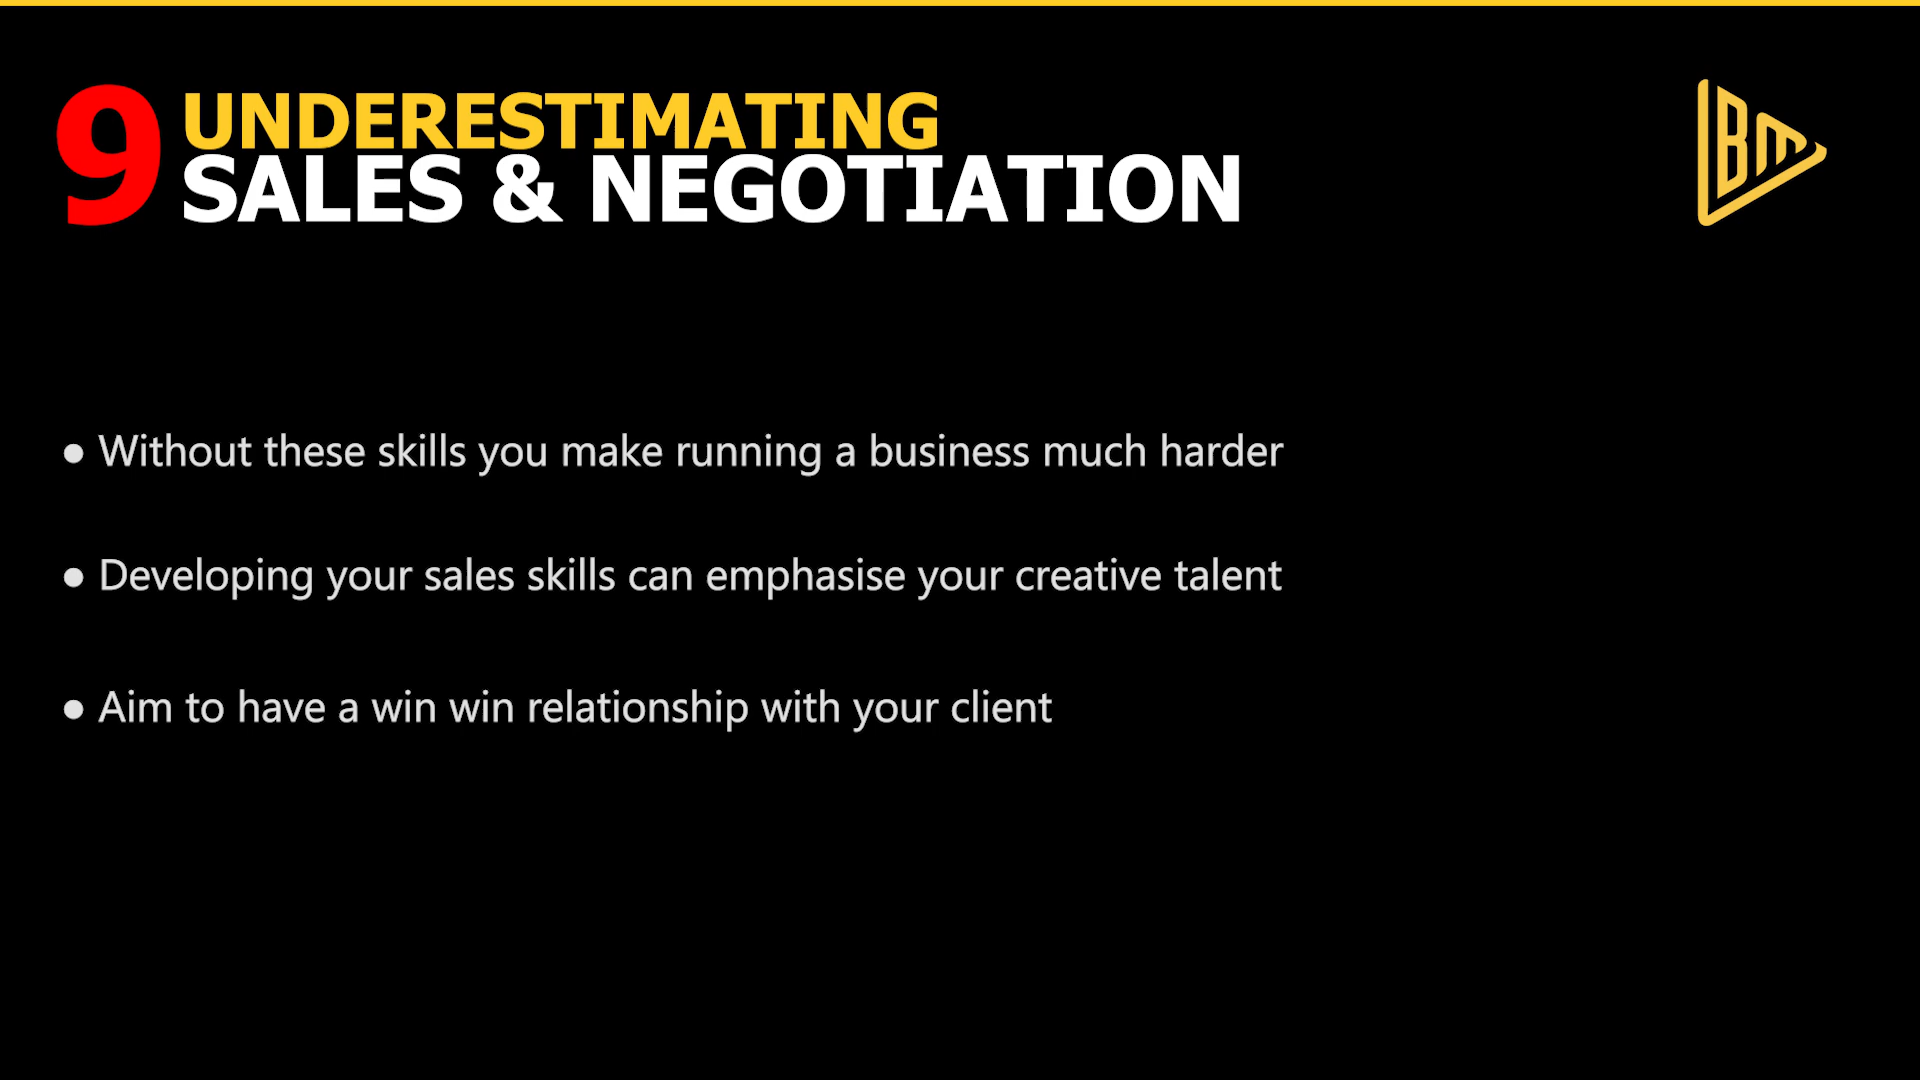 9 UNDERESTIMATING
SALES & NEGOTIATION
BM
● Without these skills you make running a business much harder
● Developing your sales skills can emphasise your creative talent
● Aim to have a win win relationship with your client